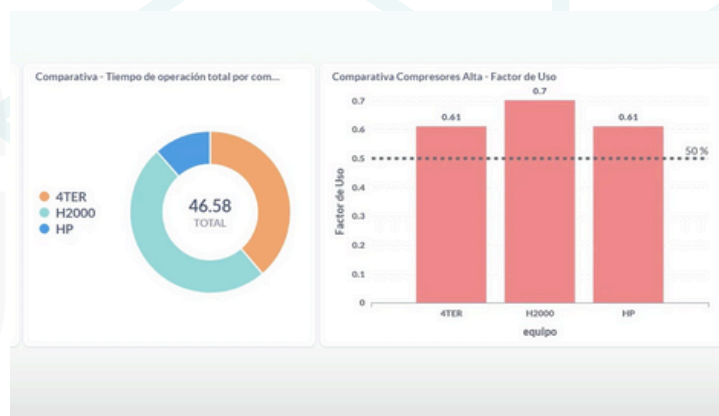 Comparativa - Tiempo de operación total por com...
4TER
H2000
HP
46.58
TOTAL
Comparativa Compresores Alta - Factor de Uso
Factor de Uso
0.7
0.6
0.5
0.4
0.3
0.2
0.1
0
0.61
0.7
0.61
50 %
4TER
H2000
HP
equipo